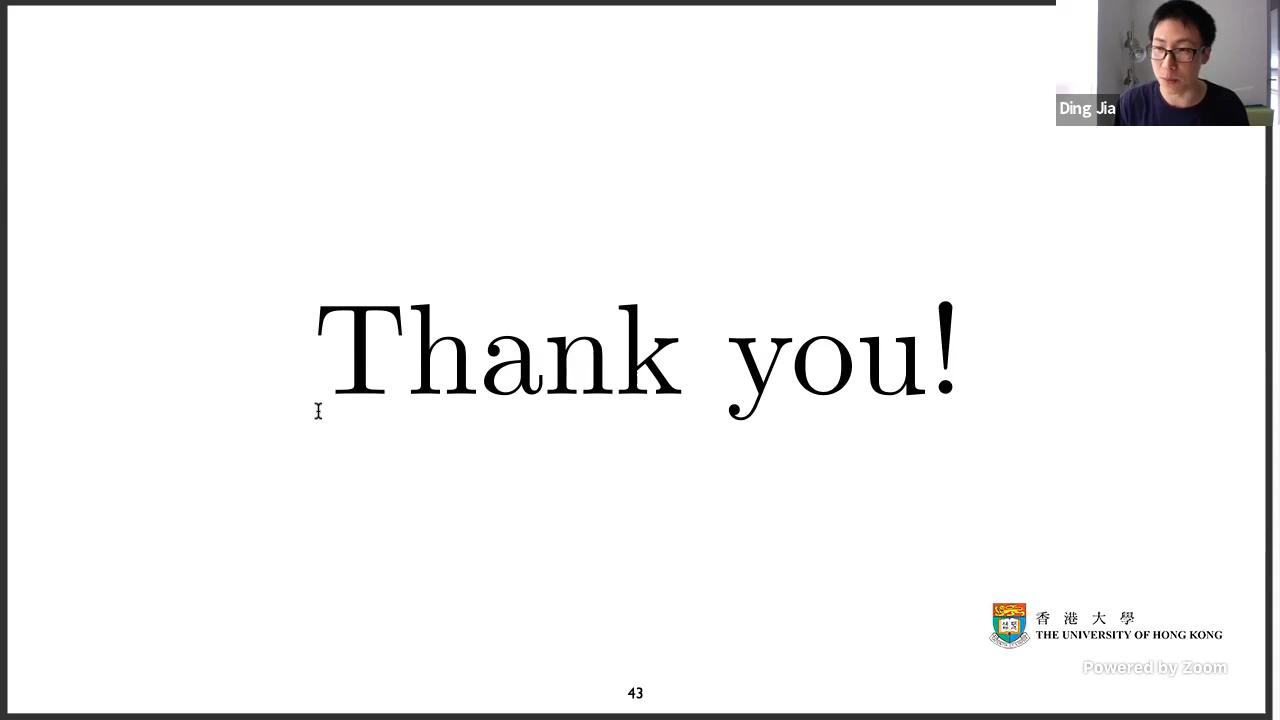 Ding Jia
Thank you!
香港大學
THE UNIVERSITY OF HONG KONG
Powered by Zoom
43